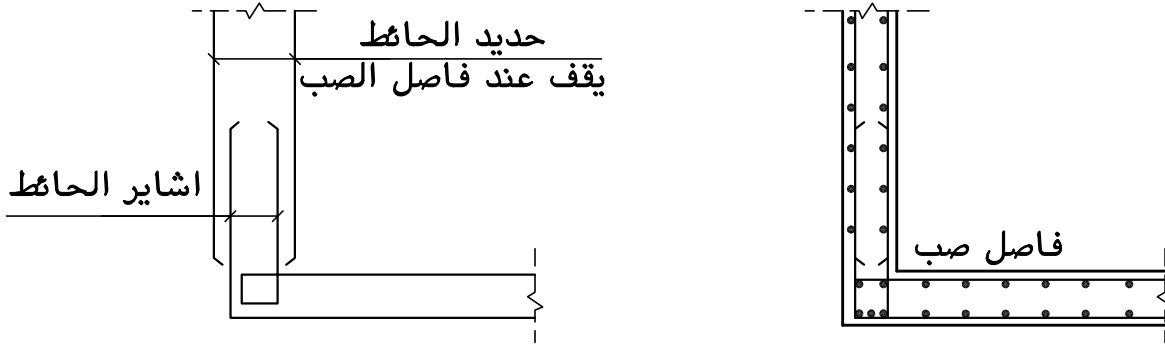 حديد الحائط
يقف عند فاصل الصب
اشاير الحائط
فاصل صب